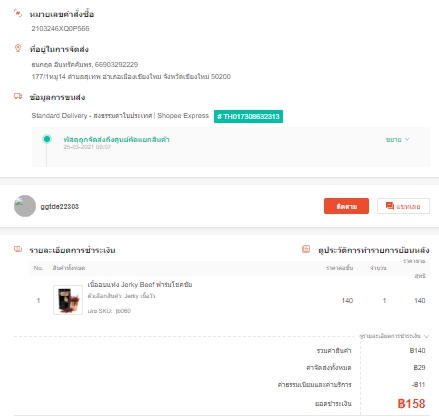 หมายเลขคำสั่งซื้อ
2103246XQ0P566
ที่อยู่ในการจัดส่ง
ธนกฤต อินทรัคคัมพร, 66903292229
177/1หมู่14 ตำบลสุเทพ อำเภอเมืองเชียงใหม่ จังหวัดเชียงใหม่ 50200
ข้อมูลการขนส่ง
Standard Delivery - ส่งธรรมดาในประเทศ | Shopee Express # TH017308632313
พัสดุถูกจัดส่งถึงศูนย์คัดแยกสินค้า ขยาย
25-03-2021 00:07
ggfde22303 ติดตาม แชทเลย
รายละเอียดการชำระเงิน ดูประวัติการทำรายการย้อนหลัง
No. สินค้าทั้งหมด ราคาต่อชิ้น จำนวน ราคาขายสุทธิ
1 เนื้ออบแห้ง Jerky Beef ฟาร์มโชคชัย 140 1 140
ตัวเลือกสินค้า: Jerky เนื้อวัว
เลข SKU: jb060
ดูรายละเอียดการชำระเงิน
รวมค่าสินค้า ฿140
ค่าจัดส่งทั้งหมด ฿29
ค่าธรรมเนียมและค่าบริการ -฿11
ยอดชำระเงิน ฿158